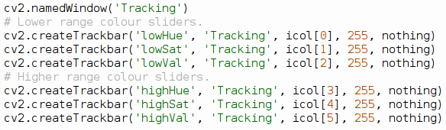 cv2.namedWindow('Tracking')
# Lower range colour sliders.
cv2.createTrackbar('lowHue', 'Tracking', icol[0], 255, nothing)
cv2.createTrackbar('lowSat', 'Tracking', icol[1], 255, nothing)
cv2.createTrackbar('lowVal', 'Tracking', icol[2], 255, nothing)
# Higher range colour sliders.
cv2.createTrackbar('highHue', 'Tracking', icol[3], 255, nothing)
cv2.createTrackbar('highSat', 'Tracking', icol[4], 255, nothing)
cv2.createTrackbar('highVal', 'Tracking', icol[5], 255, nothing)